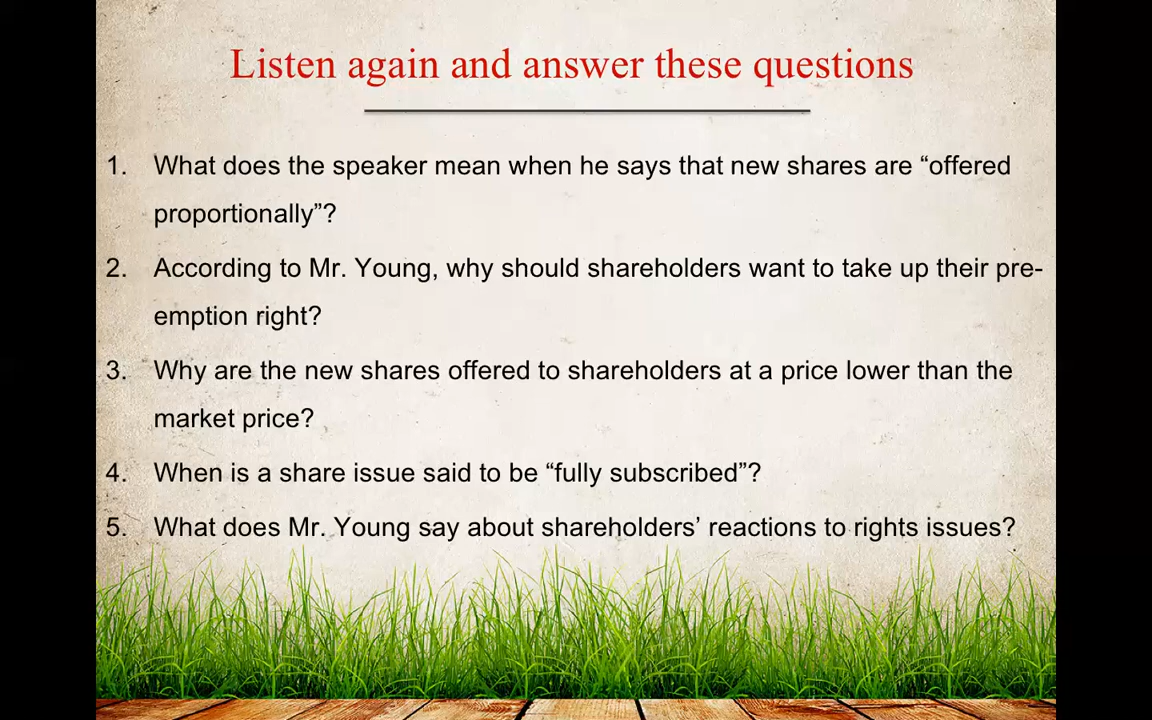 Listen again and answer these questions
1. What does the speaker mean when he says that new shares are “offered
proportionally”?
2. According to Mr. Young, why should shareholders want to take up their pre-
emption right?
3. Why are the new shares offered to shareholders at a price lower than the
market price?
4. When is a share issue said to be “fully subscribed”?
5. What does Mr. Young say about shareholders’ reactions to rights issues?